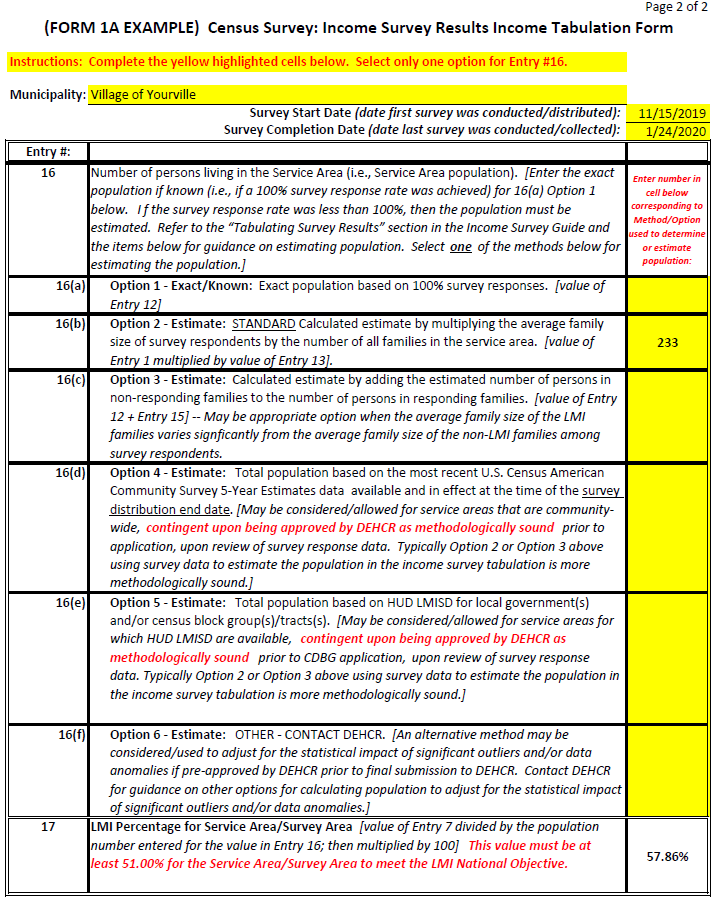 Page 2 of 2
(FORM 1A EXAMPLE) Census Survey: Income Survey Results Income Tabulation Form
Instructions: Complete the yellow highlighted cells below. Select only one option for Entry #16.
Municipality: Village of Yourville
Survey Start Date (date first survey was conducted/distributed): 11/15/2019
Survey Completion Date (date last survey was conducted/collected): 1/24/2020
Entry #:
16 Number of persons living in the Service Area (i.e., Service Area population). [Enter the exact
population if known (i.e., if a 100% survey response rate was achieved) for 16(a) Option 1
below. If the survey response rate was less than 100%, then the population must be
estimated. Refer to the “Tabulating Survey Results” section in the Income Survey Guide and
the items below for guidance on estimating population. Select one of the methods below for
estimating the population.]
Enter number in
cell below
corresponding to
Method/Option
used to determine
or estimate
population:
16(a) Option 1 - Exact/Known: Exact population based on 100% survey responses. [value of
Entry 12]
16(b) Option 2 - Estimate: STANDARD Calculated estimate by multiplying the average family
size of survey respondents by the number of all families in the service area. [value of
Entry 1 multiplied by value of Entry 13].
233
16(c) Option 3 - Estimate: Calculated estimate by adding the estimated number of persons in
non-responding families to the number of persons in responding families. [value of Entry
12 + Entry 15] -- May be appropriate option when the average family size of the LMI
families varies signficantly from the average family size of the non-LMI families among
survey respondents.
16(d) Option 4 - Estimate: Total population based on the most recent U.S. Census American
Community Survey 5-Year Estimates data available and in effect at the time of the survey
distribution end date. [May be considered/allowed for service areas that are community-
wide, contingent upon being approved by DEHCR as methodologically sound prior to
application, upon review of survey response data. Typically Option 2 or Option 3 above
using survey data to estimate the population in the income survey tabulation is more
methodologically sound.]
16(e) Option 5 - Estimate: Total population based on HUD LMISD for local government(s)
and/or census block group(s)/tracts(s). [May be considered/allowed for service areas for
which HUD LMISD are available, contingent upon being approved by DEHCR as
methodologically sound prior to CDBG application, upon review of survey response
data. Typically Option 2 or Option 3 above using survey data to estimate the population in
the income survey tabulation is more methodologically sound.]
16(f) Option 6 - Estimate: OTHER - CONTACT DEHCR. [An alternative method may be
considered/used to adjust for the statistical impact of significant outliers and/or data
anomalies if pre-approved by DEHCR prior to final submission to DEHCR. Contact DEHCR
for guidance on other options for calculating population to adjust for the statistical impact
of significant outliers and/or data anomalies.]
17 LMI Percentage for Service Area/Survey Area [value of Entry 7 divided by the population
number entered for the value in Entry 16; then multiplied by 100] This value must be at
least 51.00% for the Service Area/Survey Area to meet the LMI National Objective.
57.86%